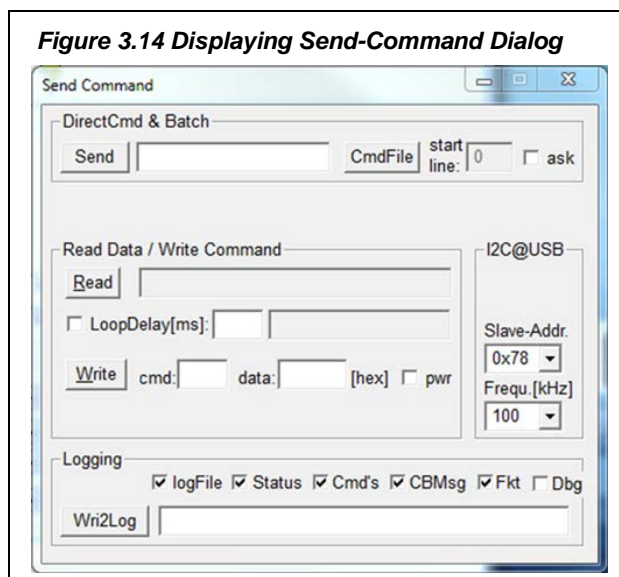 Figure 3.14 Displaying Send-Command Dialog
Send Command
DirectCmd & Batch
Send CmdFile start line: 0 ask
Read Data / Write Command
Read
LoopDelay[ms]:
Write cmd: data: [hex] pwr
I2C@USB
Slave-Addr.
0x78
Frequ.[kHz]
100
Logging
logFile Status Cmd's CBMsg Fkt Dbg
Wri2Log